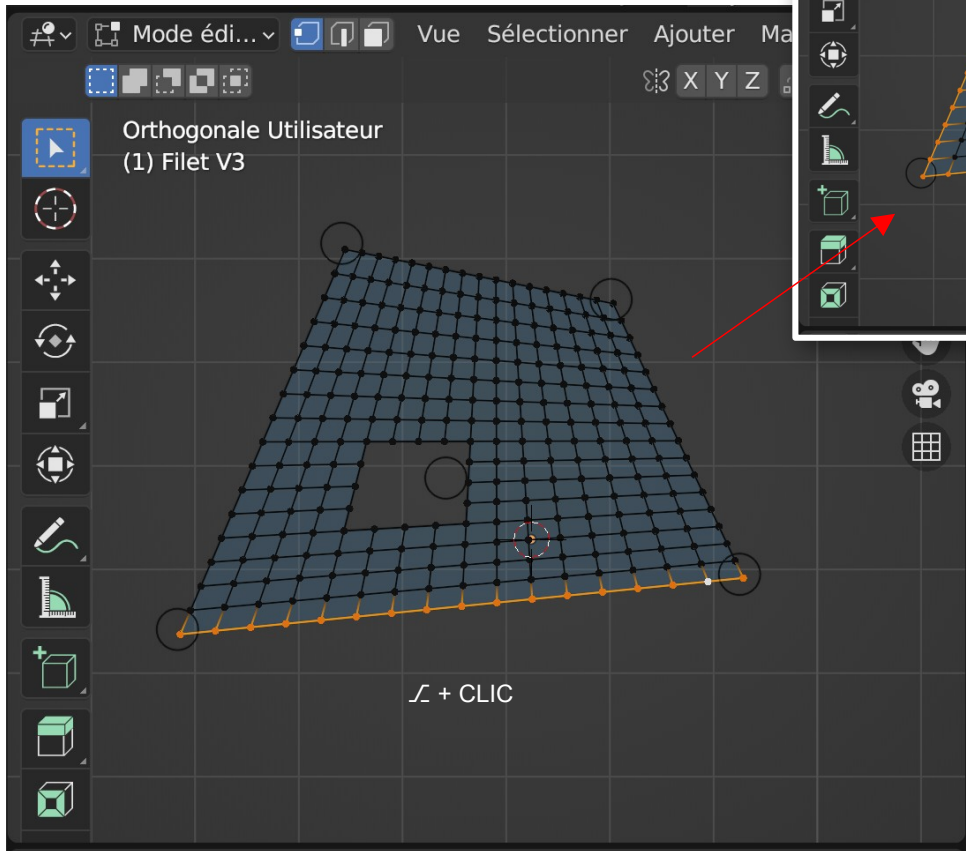 Mode édi... Vue Sélectionner Ajouter Ma
X Y Z
Orthogonale Utilisateur
(1) Filet V3
⌥ + CLIC